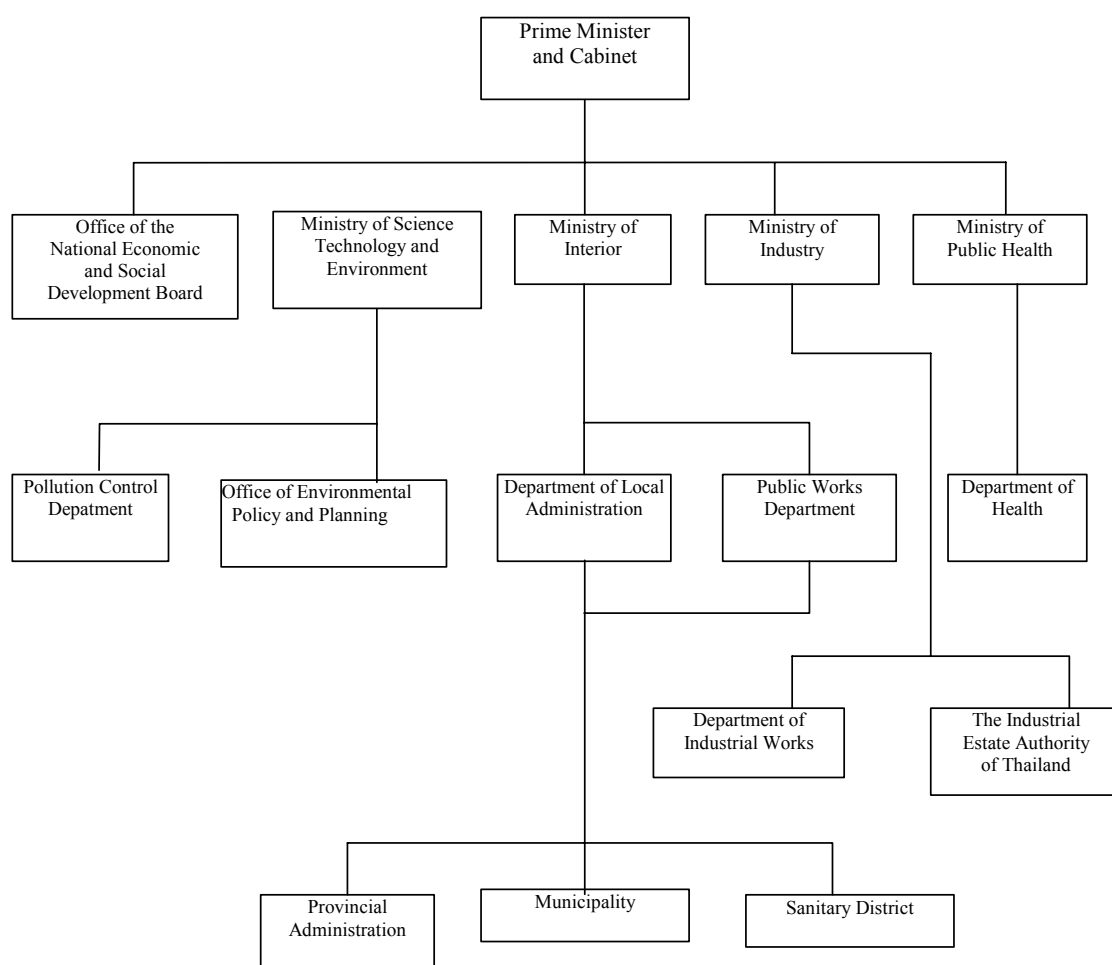 Prime Minister
and Cabinet
Office of the
National Economic
and Social
Development Board
Ministry of Science
Technology and
Environment
Ministry of
Interior
Ministry of
Industry
Ministry of
Public Health
Pollution Control
Depatment
Office of Environmental
Policy and Planning
Department of Local
Administration
Public Works
Department
Department of
Health
Department of
Industrial Works
The Industrial
Estate Authority
of Thailand
Provincial
Administration
Municipality
Sanitary District